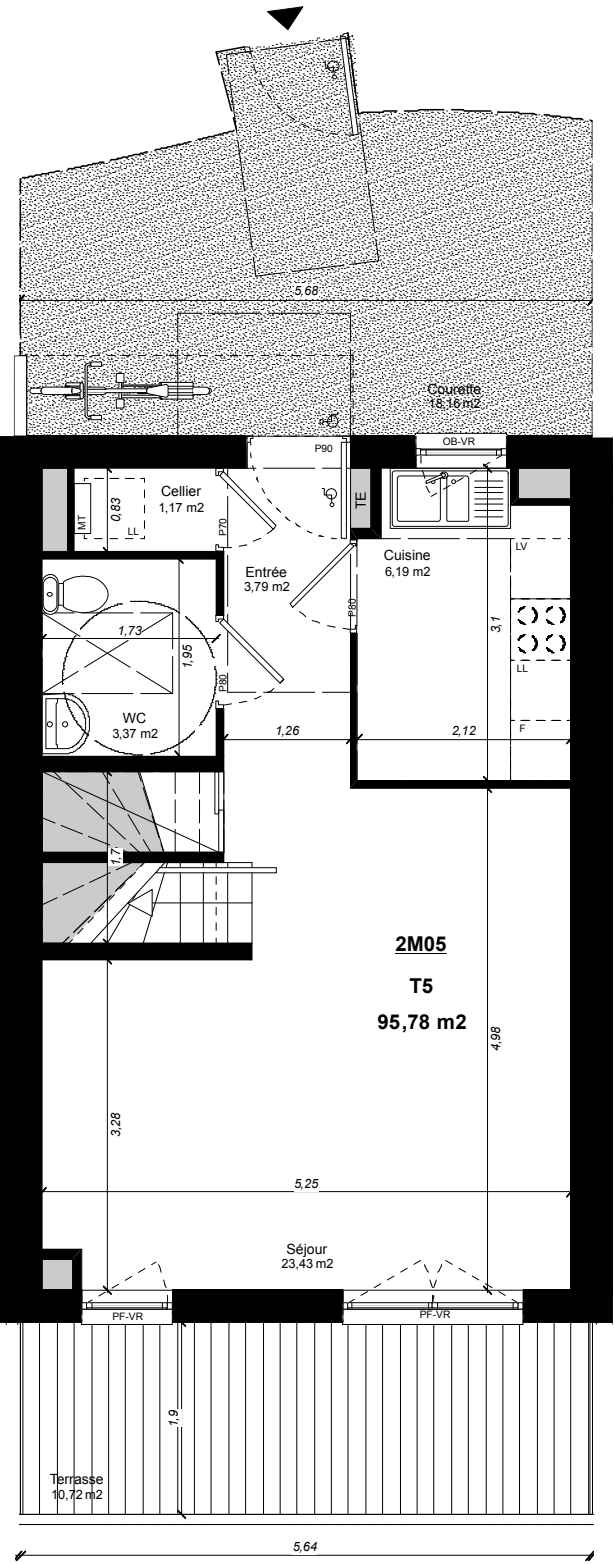 5,68
Courette
18,16 m2
OB-VR
P90
Cellier
1,17 m2
0,83
MT
LL
P70
TE
Entrée
3,79 m2
Cuisine
6,19 m2
LV
P80
3,1
1,73
1,95
P80
LL
WC
3,37 m2
1,26
2,12
F
1,7
2M05
T5
95,78 m2
4,98
3,28
5,25
Séjour
23,43 m2
PF-VR
PF-VR
1,9
Terrasse
10,72 m2
5,64